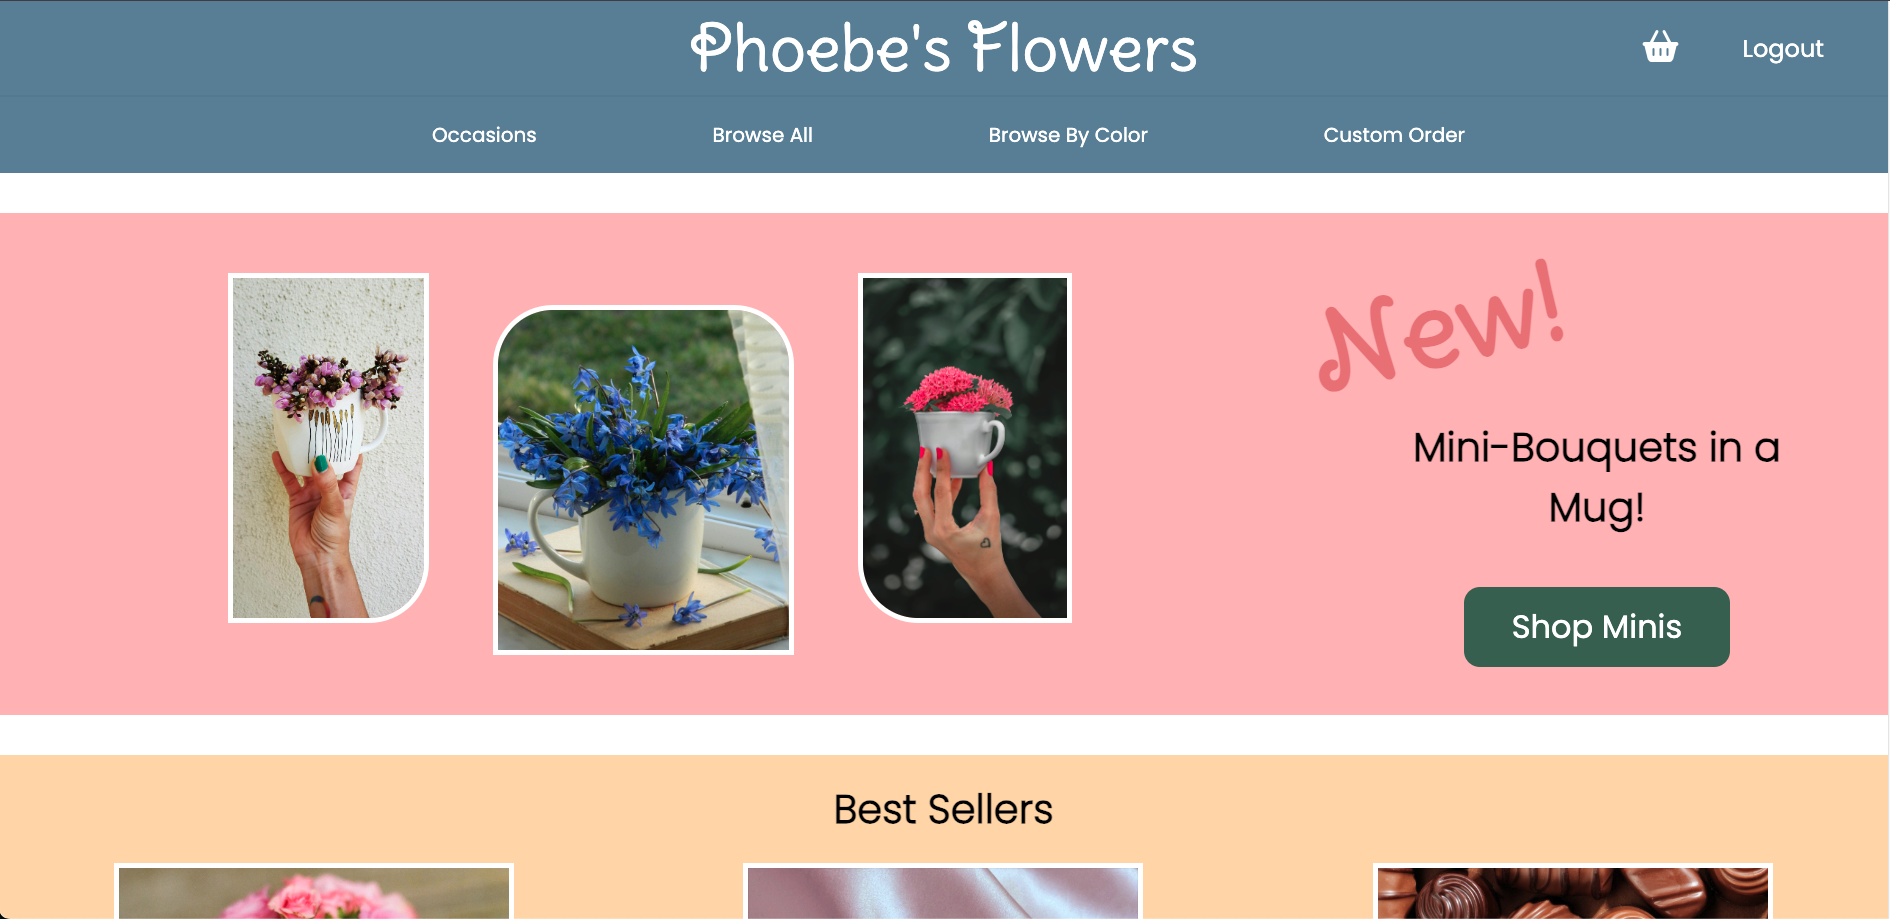 Phoebe's Flowers
Logout
Occasions
Browse All
Browse By Color
Custom Order
New!
Mini-Bouquets in a
Mug!
Shop Minis
Best Sellers